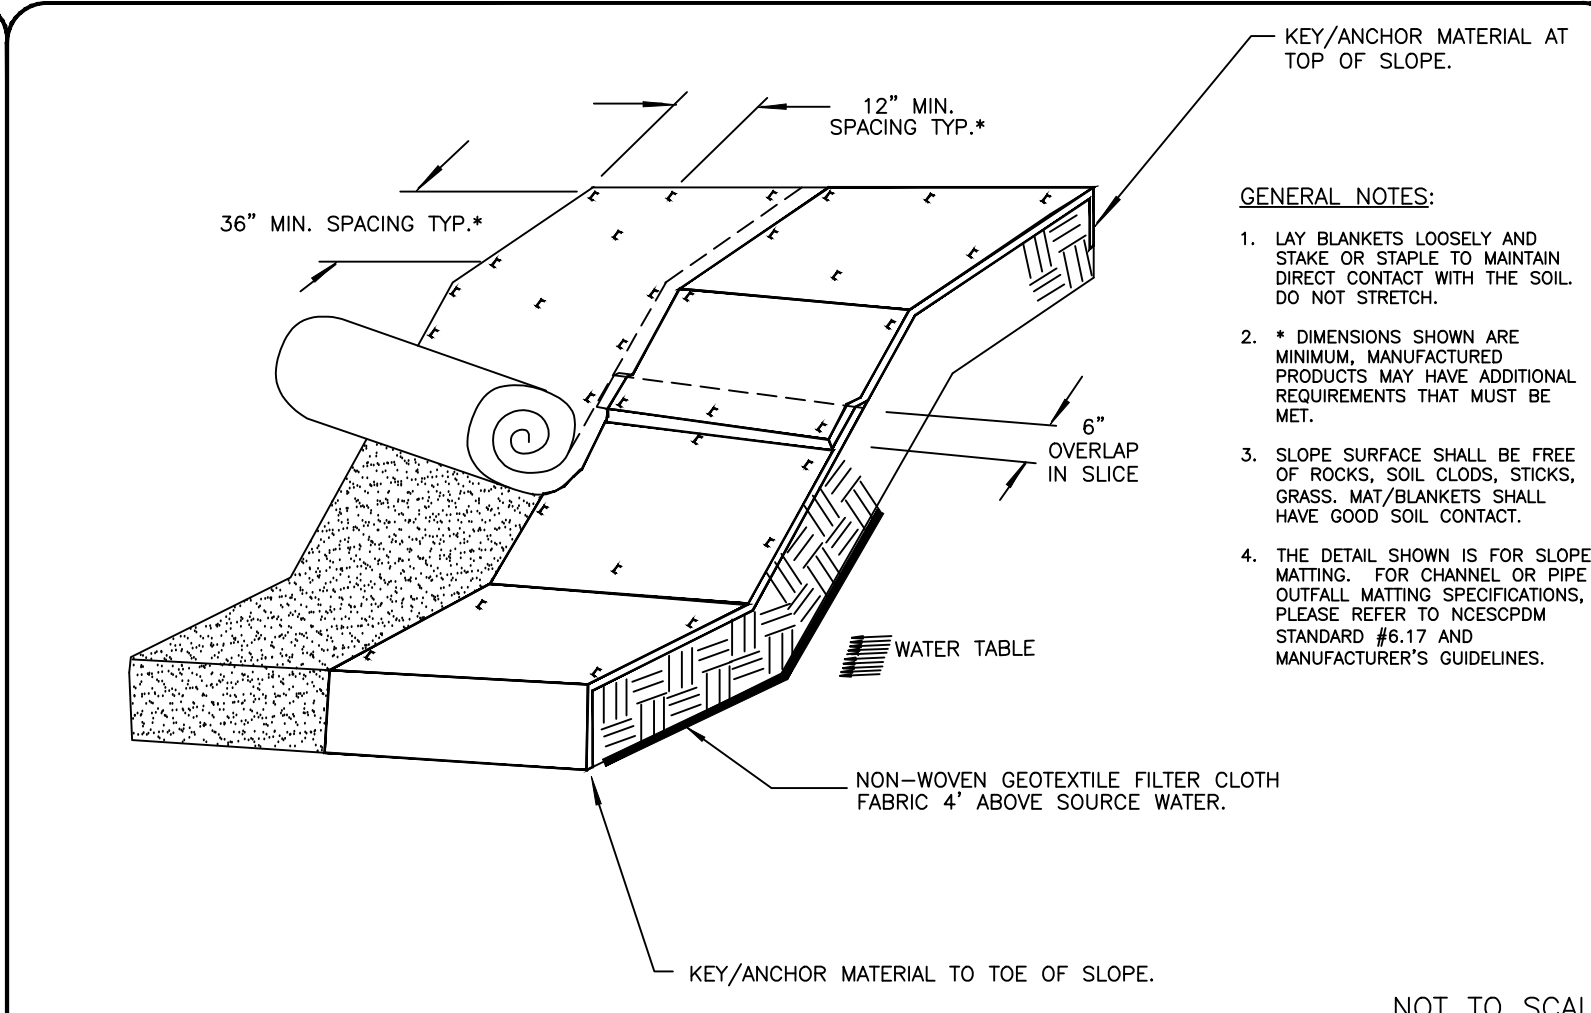 KEY/ANCHOR MATERIAL AT
TOP OF SLOPE.
12" MIN.
SPACING TYP.*
36" MIN. SPACING TYP.*
GENERAL NOTES:
1. LAY BLANKETS LOOSELY AND
STAKE OR STAPLE TO MAINTAIN
DIRECT CONTACT WITH THE SOIL.
DO NOT STRETCH.
2. * DIMENSIONS SHOWN ARE
MINIMUM, MANUFACTURED
PRODUCTS MAY HAVE ADDITIONAL
REQUIREMENTS THAT MUST BE
MET.
3. SLOPE SURFACE SHALL BE FREE
OF ROCKS, SOIL CLODS, STICKS,
GRASS. MAT/BLANKETS SHALL
HAVE GOOD SOIL CONTACT.
4. THE DETAIL SHOWN IS FOR SLOPE
MATTING. FOR CHANNEL OR PIPE
OUTFALL MATTING SPECIFICATIONS,
PLEASE REFER TO NCESCPDM
STANDARD #6.17 AND
MANUFACTURER'S GUIDELINES.
6"
OVERLAP
IN SLICE
WATER TABLE
NON-WOVEN GEOTEXTILE FILTER CLOTH
FABRIC 4' ABOVE SOURCE WATER.
KEY/ANCHOR MATERIAL TO TOE OF SLOPE.
NOT TO SCAL